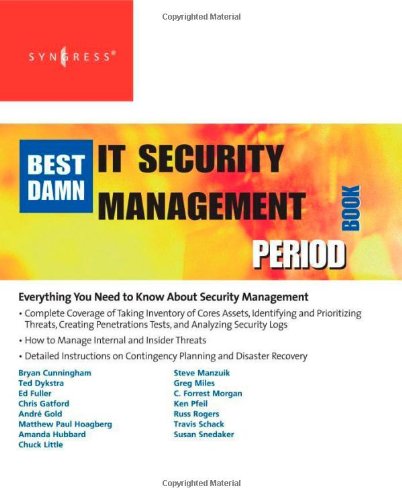 Copyrighted Material
SYNGRESS®
BEST
DAMN
IT SECURITY
MANAGEMENT
BOOK
PERIOD
Everything You Need to Know About Security Management
• Complete Coverage of Taking Inventory of Cores Assets, Identifying and Prioritizing
Threats, Creating Penetrations Tests, and Analyzing Security Logs
• How to Manage Internal and Insider Threats
• Detailed Instructions on Contingency Planning and Disaster Recovery
Bryan Cunningham
Ted Dykstra
Ed Fuller
Chris Gatford
André Gold
Matthew Paul Hoagberg
Amanda Hubbard
Chuck Little
Steve Manzuik
Greg Miles
C. Forrest Morgan
Ken Pfeil
Russ Rogers
Travis Schack
Susan Snedaker
Copyrighted Material